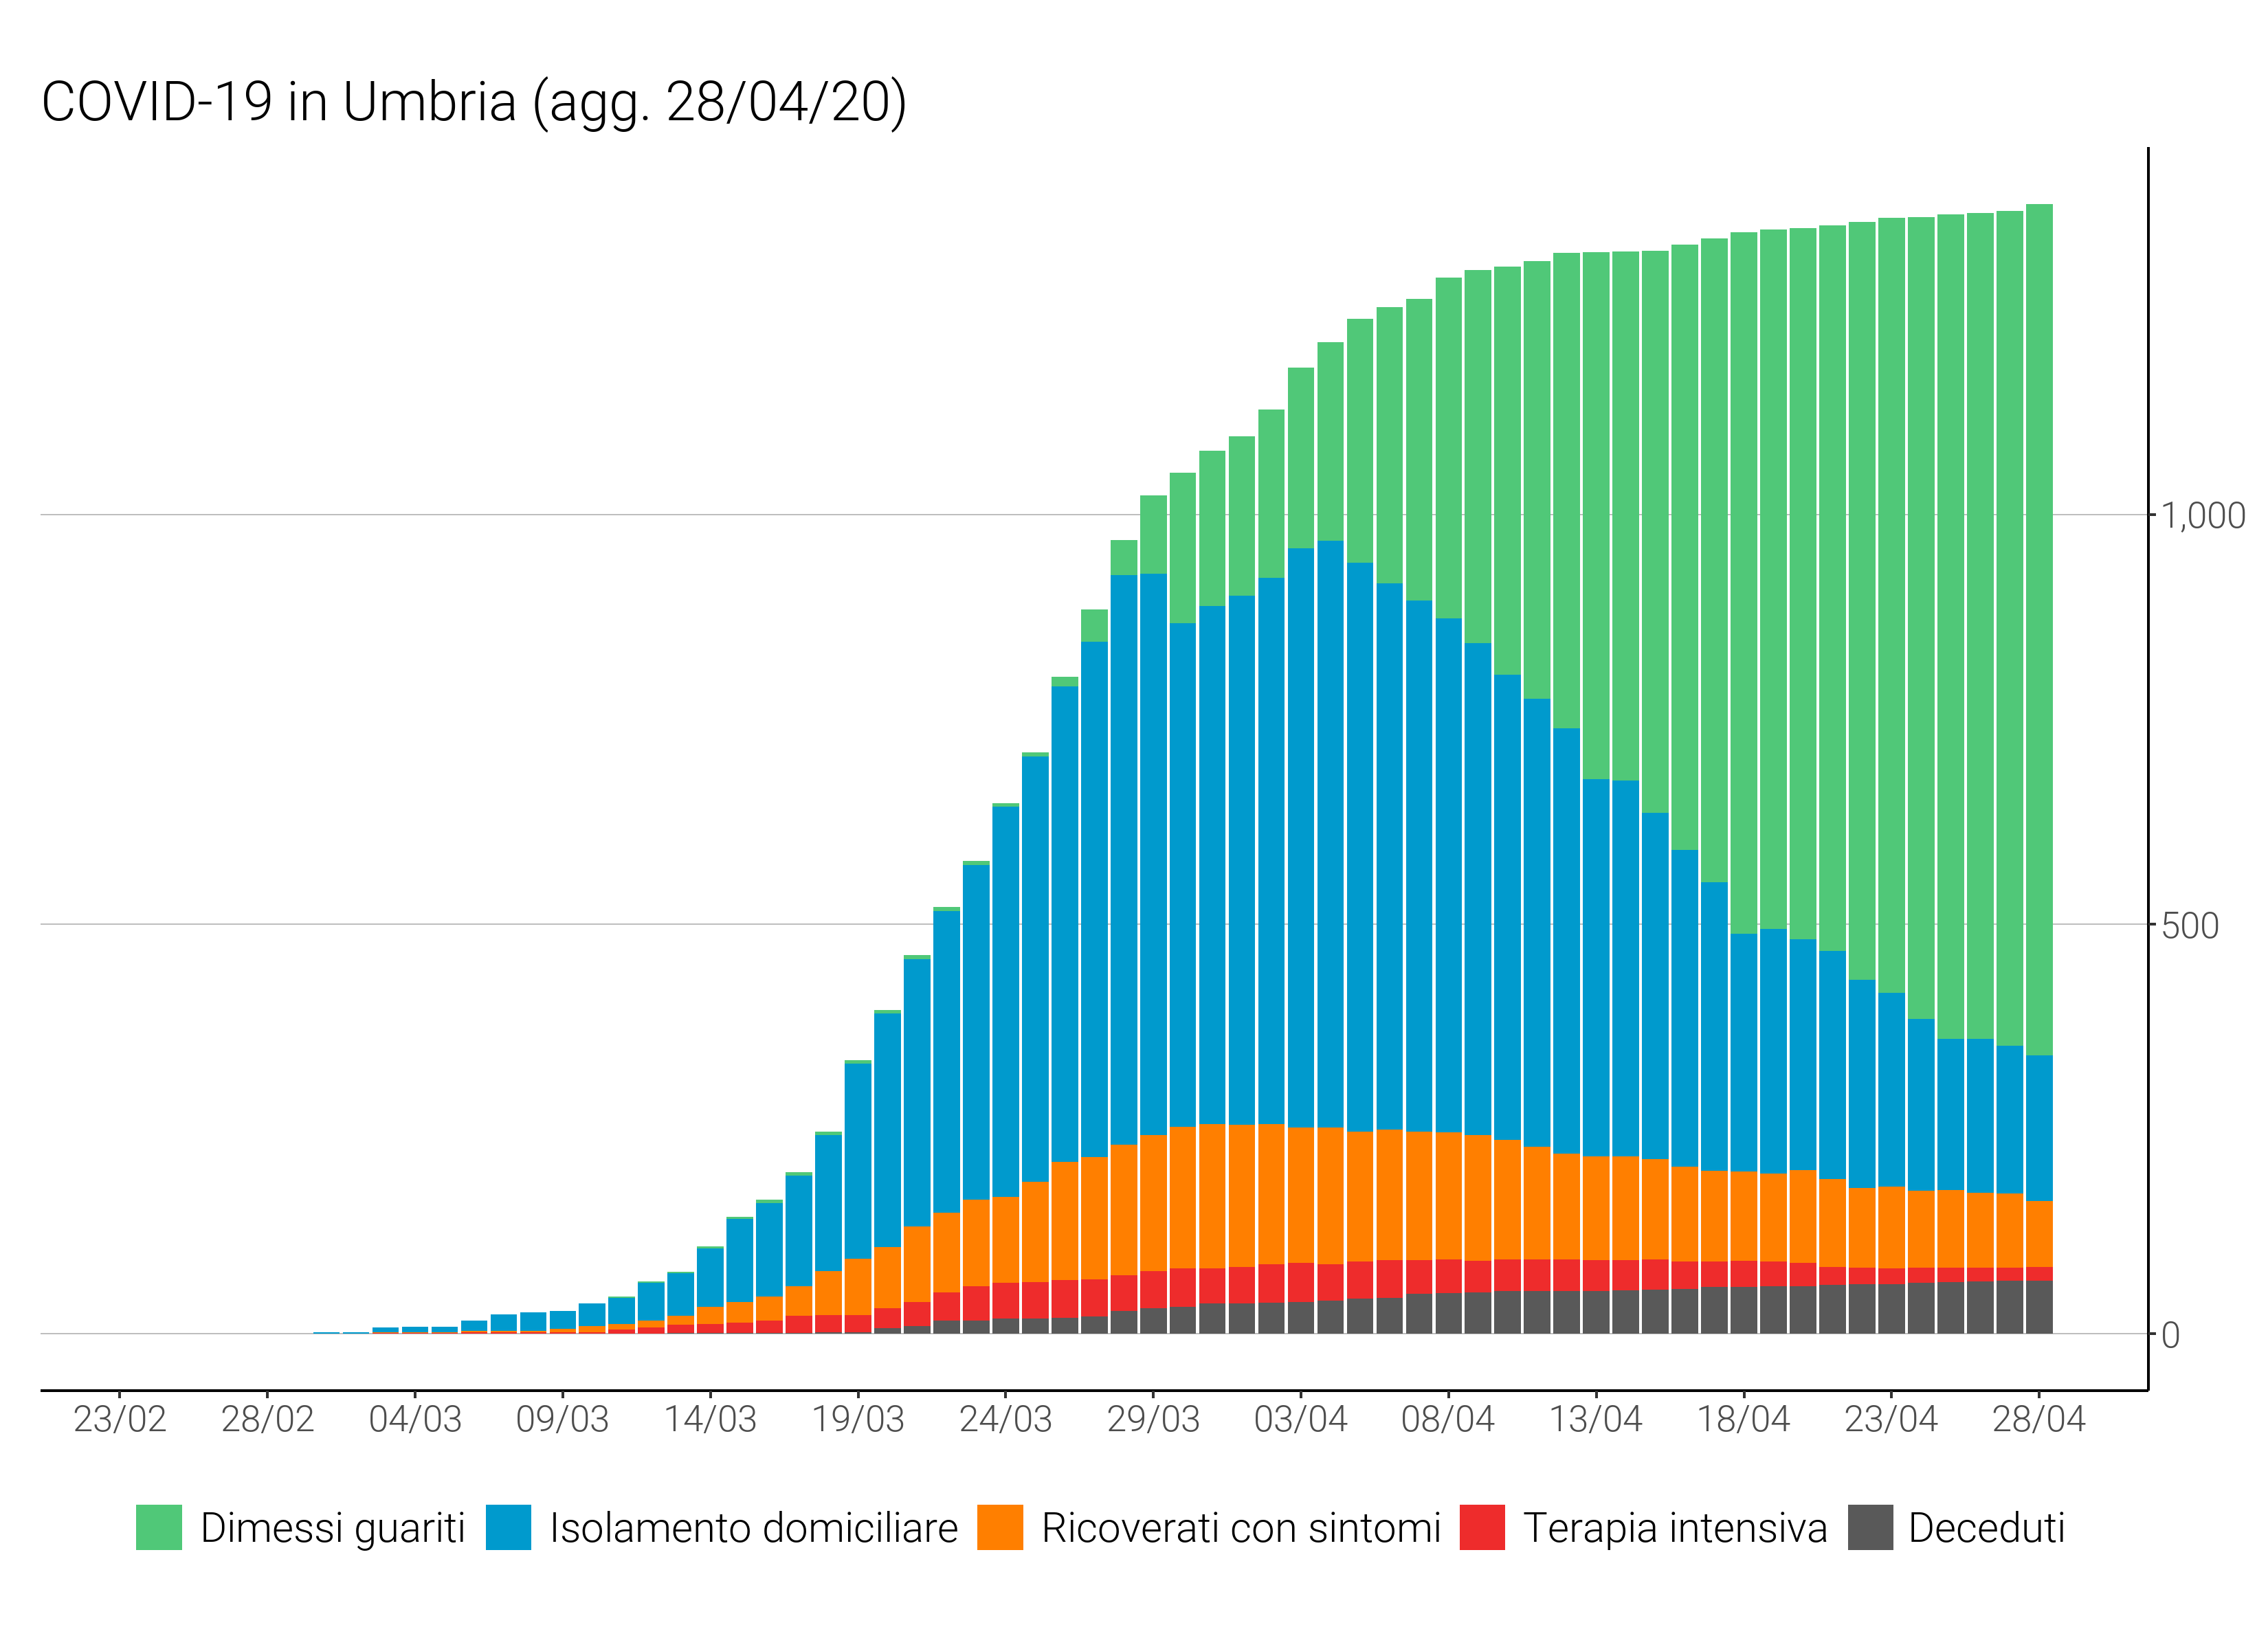 COVID-19 in Umbria (agg. 28/04/20)
1,000
500
0
23/02 28/02 04/03 09/03 14/03 19/03 24/03 29/03 03/04 08/04 13/04 18/04 23/04 28/04
Dimessi guariti Isolamento domiciliare Ricoverati con sintomi Terapia intensiva Deceduti